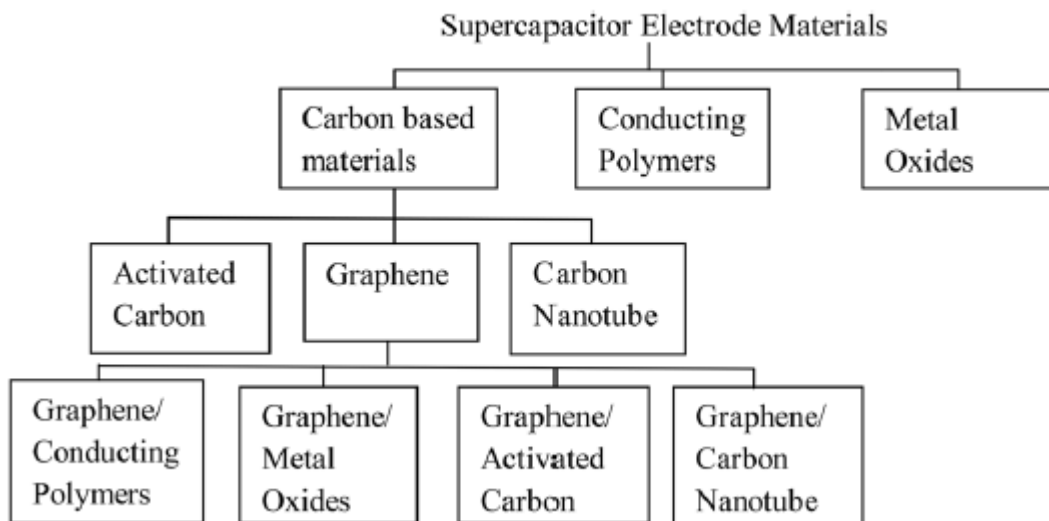 Supercapacitor Electrode Materials
Carbon based
materials
Conducting
Polymers
Metal
Oxides
Activated
Carbon
Graphene
Carbon
Nanotube
Graphene/
Conducting
Polymers
Graphene/
Metal
Oxides
Graphene/
Activated
Carbon
Graphene/
Carbon
Nanotube